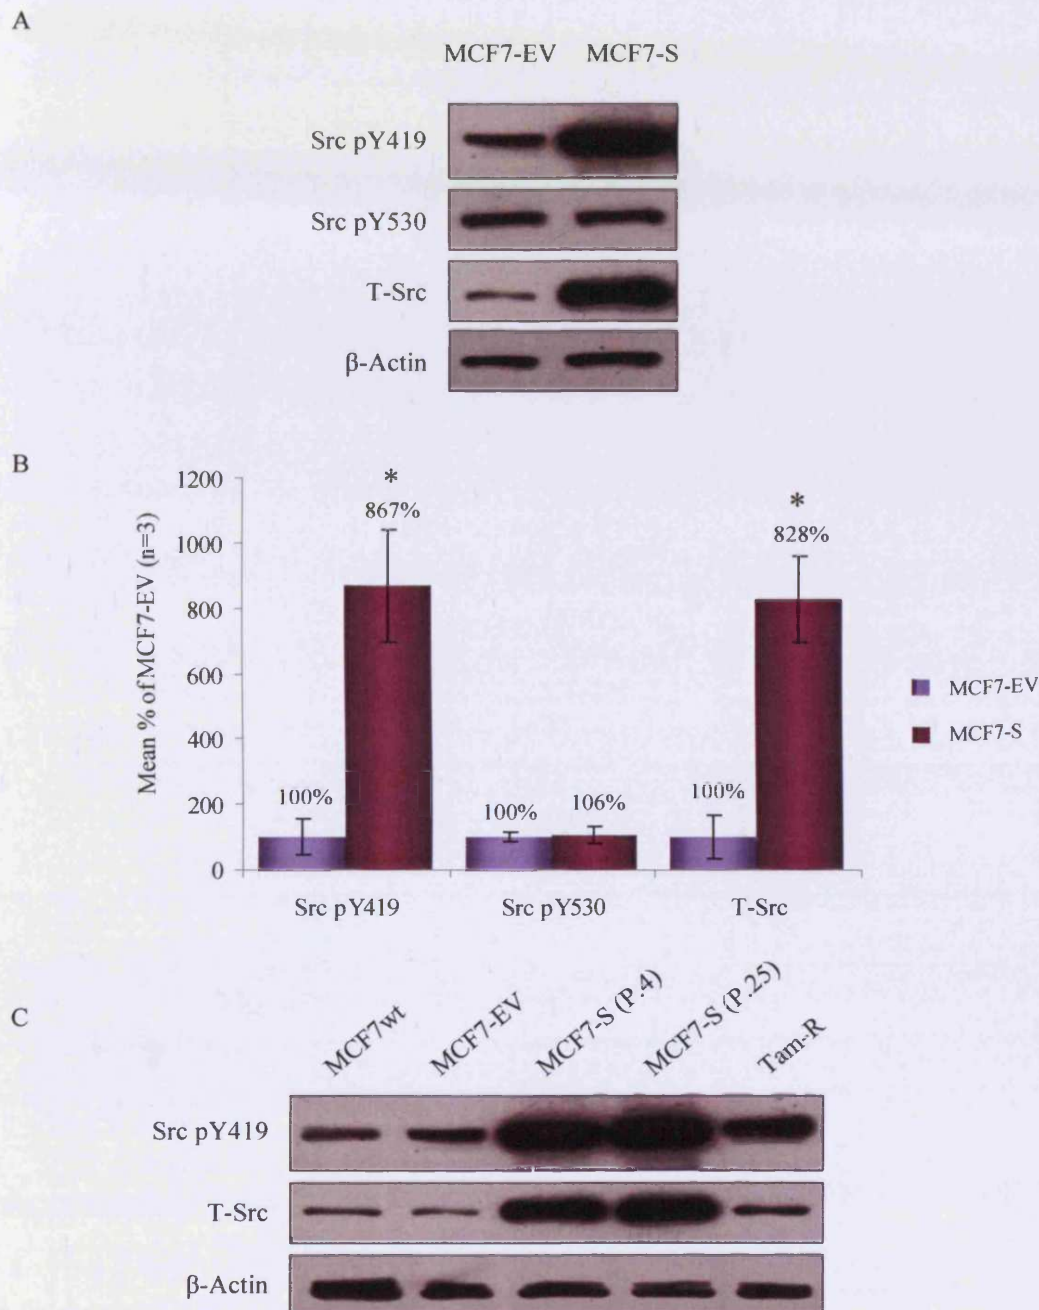 A
MCF7-EV MCF7-S
Src pY419
Src pY530
T-Src
β-Actin
B
Mean % of MCF7-EV (n=3)
1200
1000
800
600
400
200
0
*
867%
100%
100%
106%
100%
*
828%
Src pY419 Src pY530 T-Src
MCF7-EV
MCF7-S
C
MCF7wt MCF7-EV MCF7-S (P.4) MCF7-S (P.25) Tam-R
Src pY419
T-Src
β-Actin